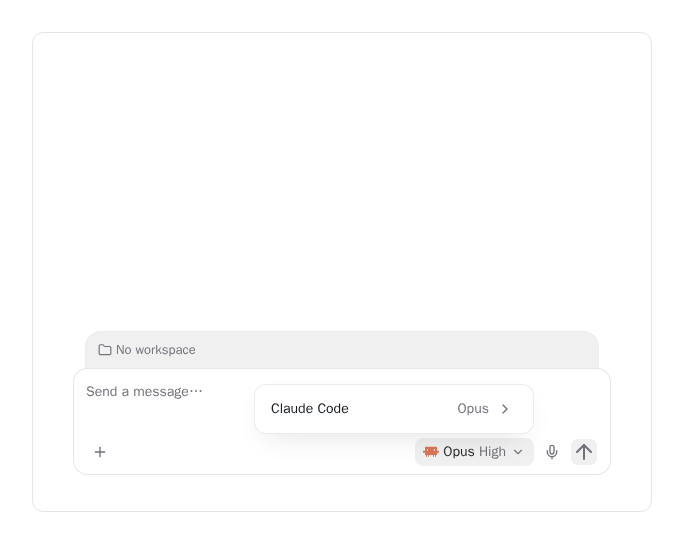 No workspace
Send a message···
Claude Code Opus
Opus High